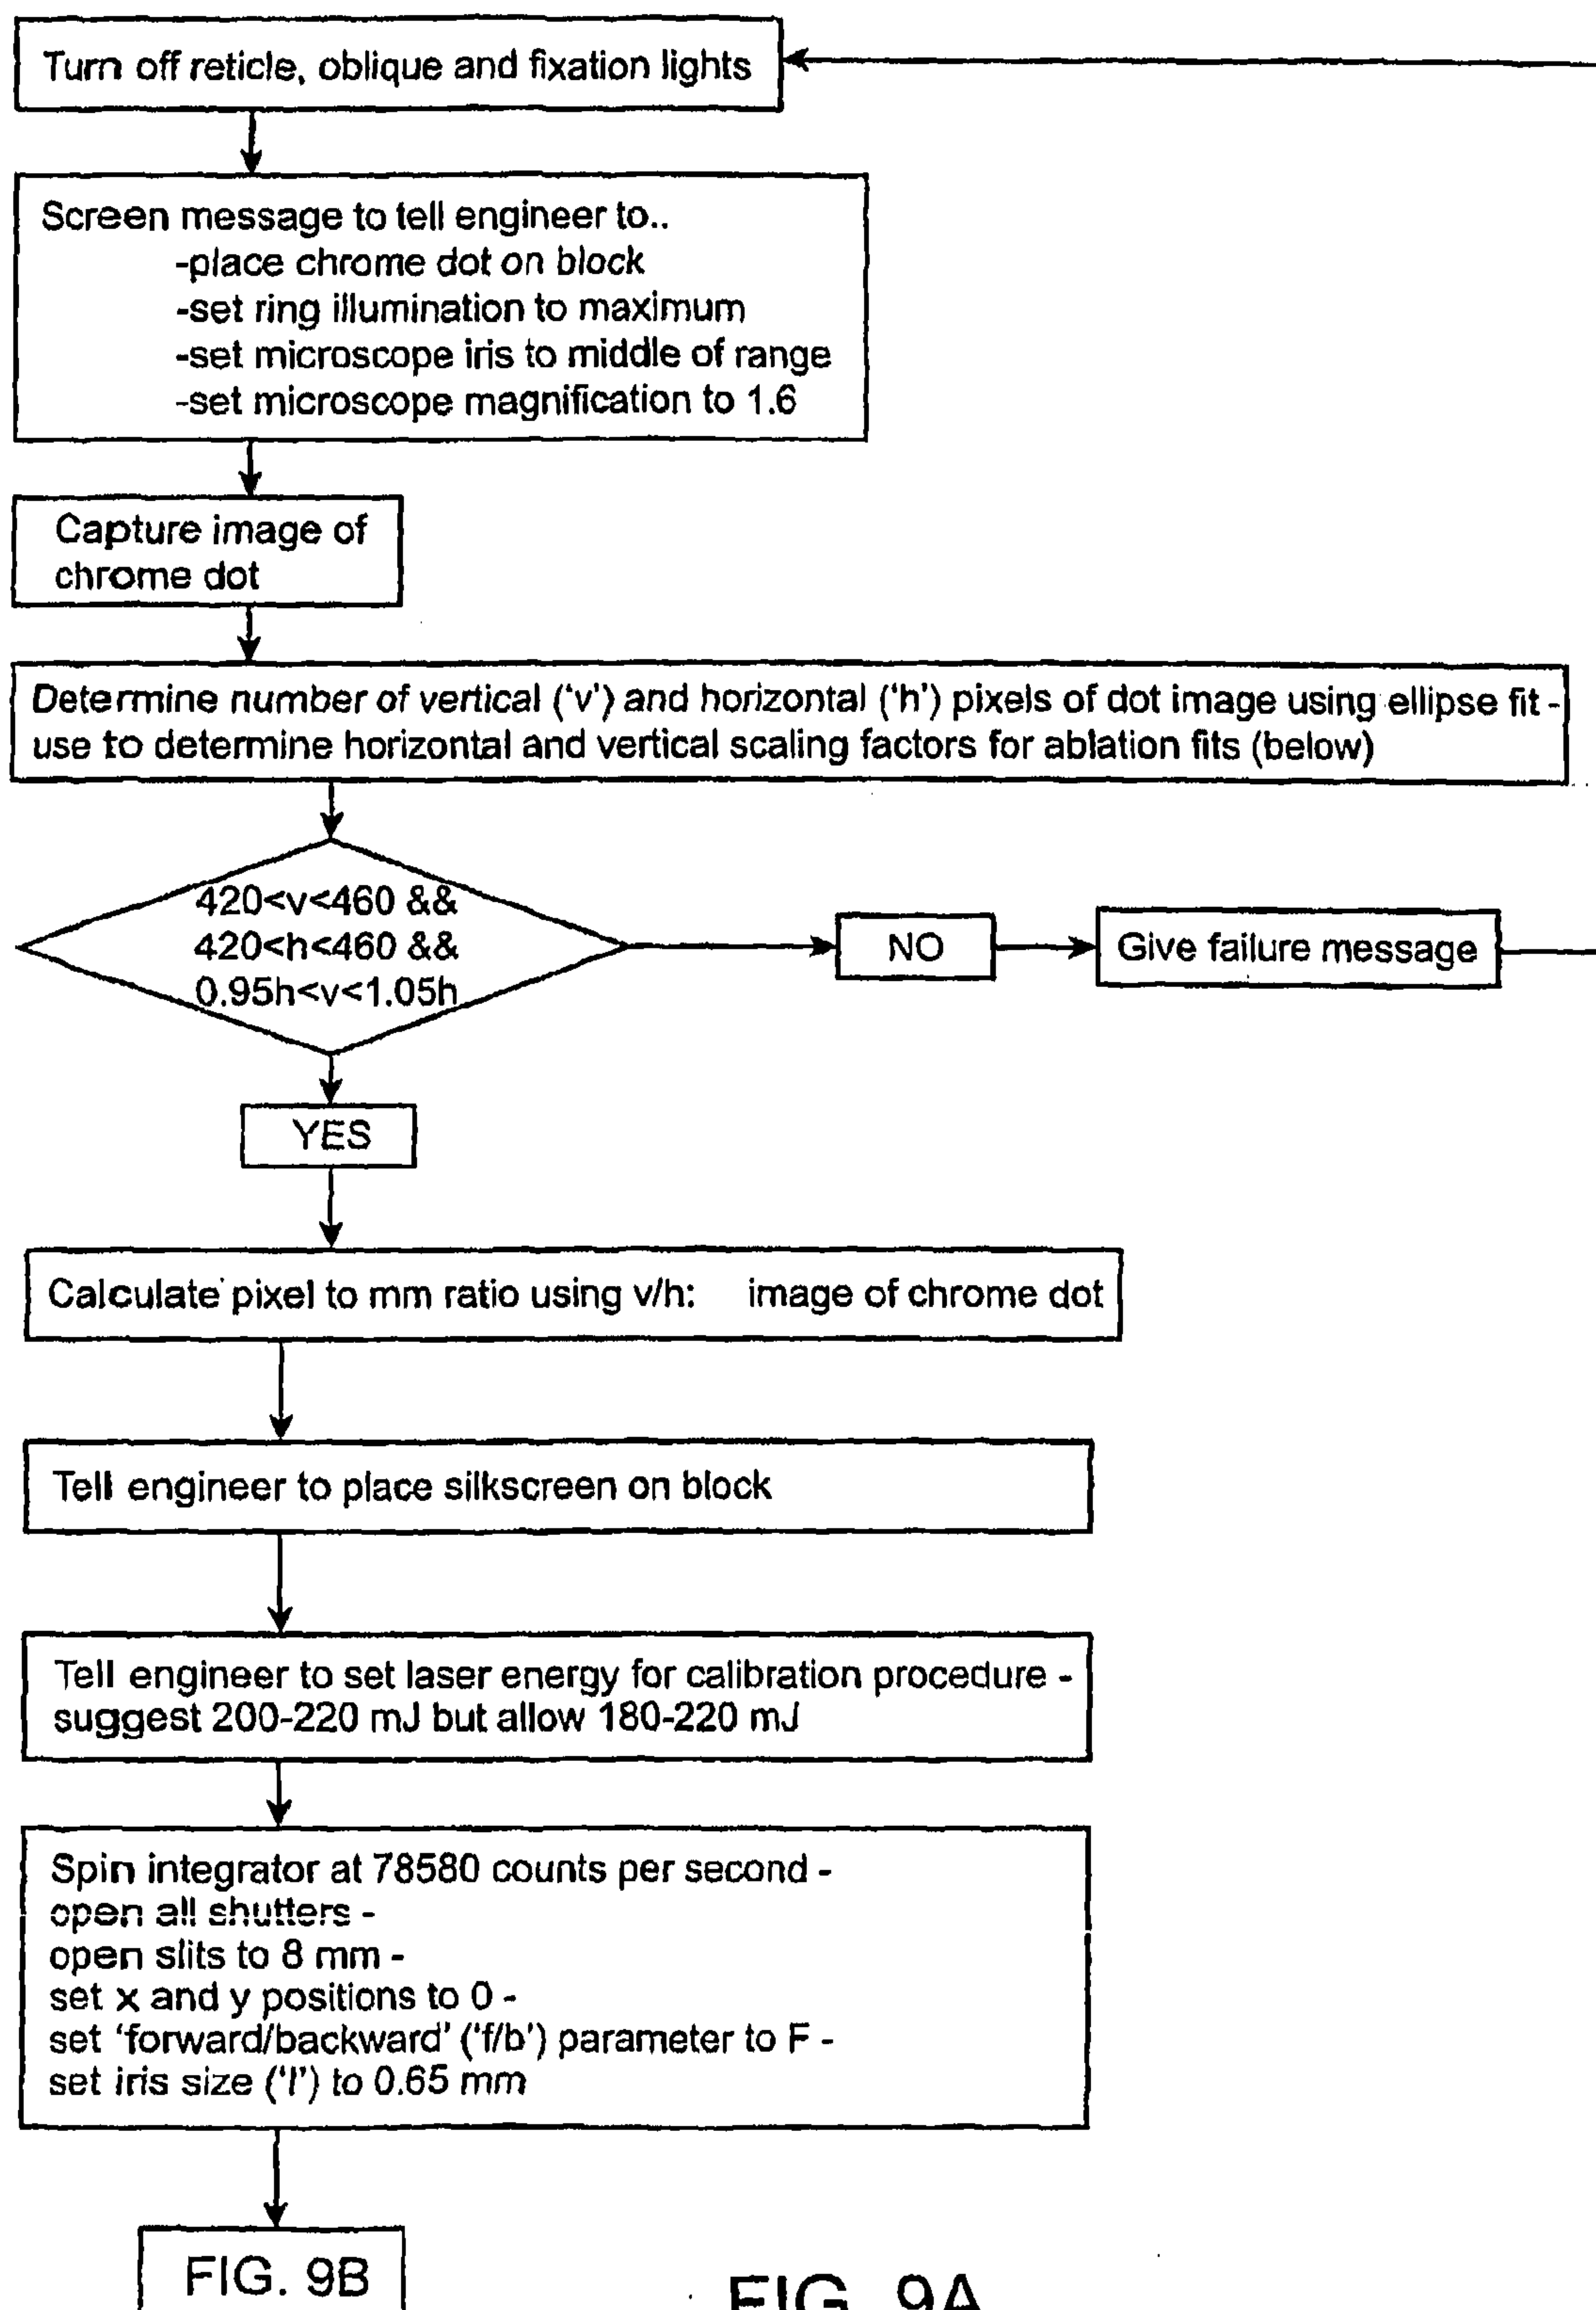 Turn off reticle, oblique and fixation lights
Screen message to tell engineer to..
-place chrome dot on block
-set ring illumination to maximum
-set microscope iris to middle of range
-set microscope magnification to 1.6
Capture image of
chrome dot
Determine number of vertical (‘v’) and horizontal (‘h’) pixels of dot image using ellipse fit -
use to determine horizontal and vertical scaling factors for ablation fits (below)
420<v<460 &&
420<h<460 &&
0.95h<v<1.05h
NO
Give failure message
YES
Calculate pixel to mm ratio using v/h: image of chrome dot
Tell engineer to place silkscreen on block
Tell engineer to set laser energy for calibration procedure -
suggest 200-220 mJ but allow 180-220 mJ
Spin integrator at 78580 counts per second -
open all shutters -
open slits to 8 mm -
set x and y positions to 0 -
set ‘forward/backward’ (‘f/b’) parameter to F -
set iris size (‘I’) to 0.65 mm
FIG. 9B
FIG. 9A